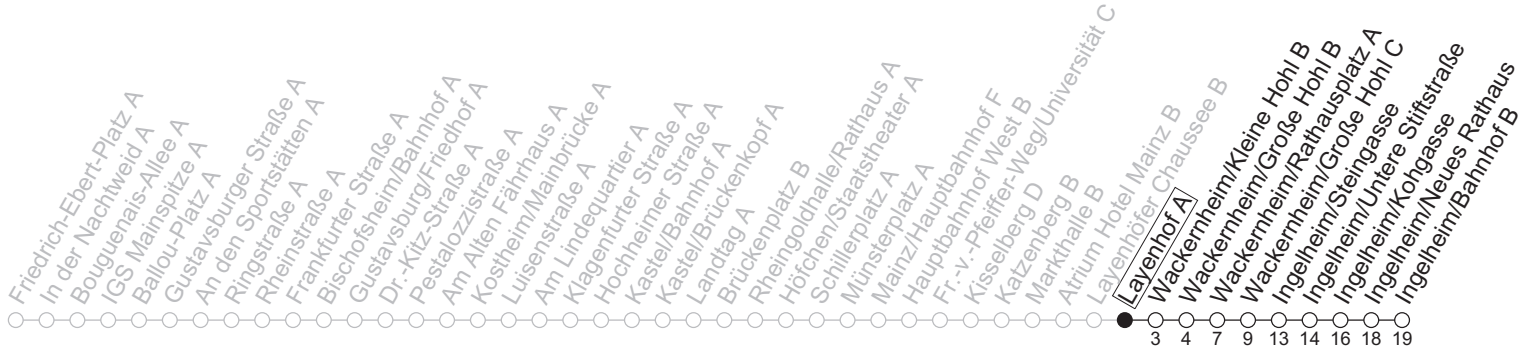 Friedrich-Ebert-Platz A
In der Nachtweid A
Bouguenais-Allee A
IGS Mainspitze A
Ballou-Platz A
Gustavsburger Straße A
An den Sportstätten A
Ringstraße A
Rheinstraße A
Frankfurter Straße A
Bischofsheim/Bahnhof A
Gustavsburg/Friedhof A
Dr.-Kitz-Straße A
Pestalozzistraße A
Am Alten Fährhaus A
Kostheim/Mainbrücke A
Luisenstraße A
Am Lindequartier A
Klagenfurter Straße A
Hochheimer Straße A
Kastel/Bahnhof A
Kastel/Brückenkopf A
Landtag A
Brückenplatz B
Rheingoldhalle/Rathaus A
Höfchen/Staatstheater A
Schillerplatz A
Münsterplatz A
Mainz/Hauptbahnhof F
Hauptbahnhof West B
Fr.-v.-Pfeiffer-Weg/Universität C
Kisselberg D
Katzenberg B
Markthalle B
Atrium Hotel Mainz B
Layenhöfer Chaussee B
Layenhof A
Wackernheim/Kleine Hohl B
Wackernheim/Große Hohl B
Wackernheim/Rathausplatz A
Wackernheim/Große Hohl C
Ingelheim/Steingasse
Ingelheim/Untere Stiftstraße
Ingelheim/Kohgasse
Ingelheim/Neues Rathaus
Ingelheim/Bahnhof B
3 4 7 9 13 14 16 18 19